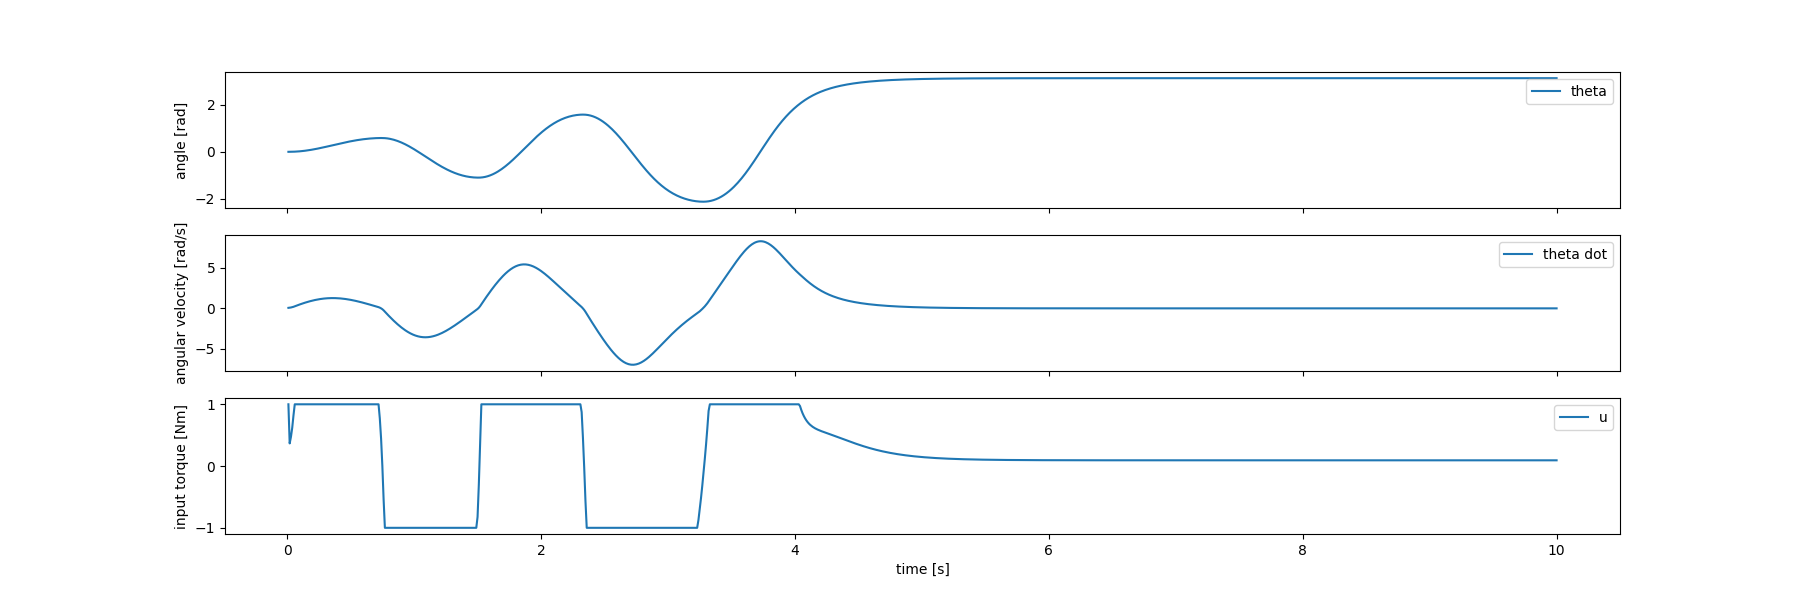 angle [rad]
2
0
−2
theta
angular velocity [rad/s]
5
0
−5
theta dot
input torque [Nm]
1
0
−1
u
0 2 4 6 8 10
time [s]